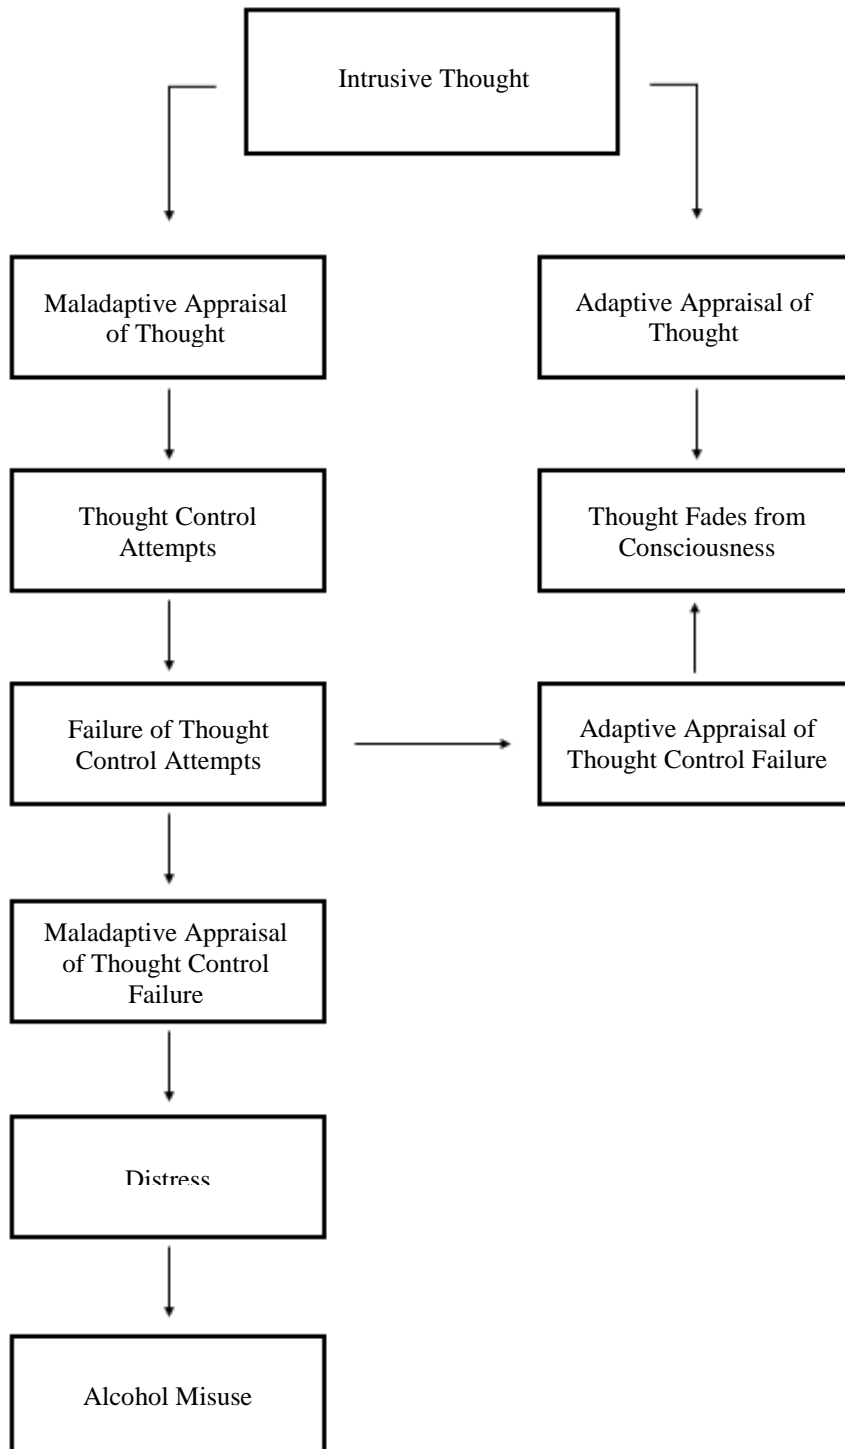 Intrusive Thought
Maladaptive Appraisal
of Thought
Adaptive Appraisal of
Thought
Thought Control
Attempts
Thought Fades from
Consciousness
Failure of Thought
Control Attempts
Adaptive Appraisal of
Thought Control Failure
Maladaptive Appraisal
of Thought Control
Failure
Distress
Alcohol Misuse